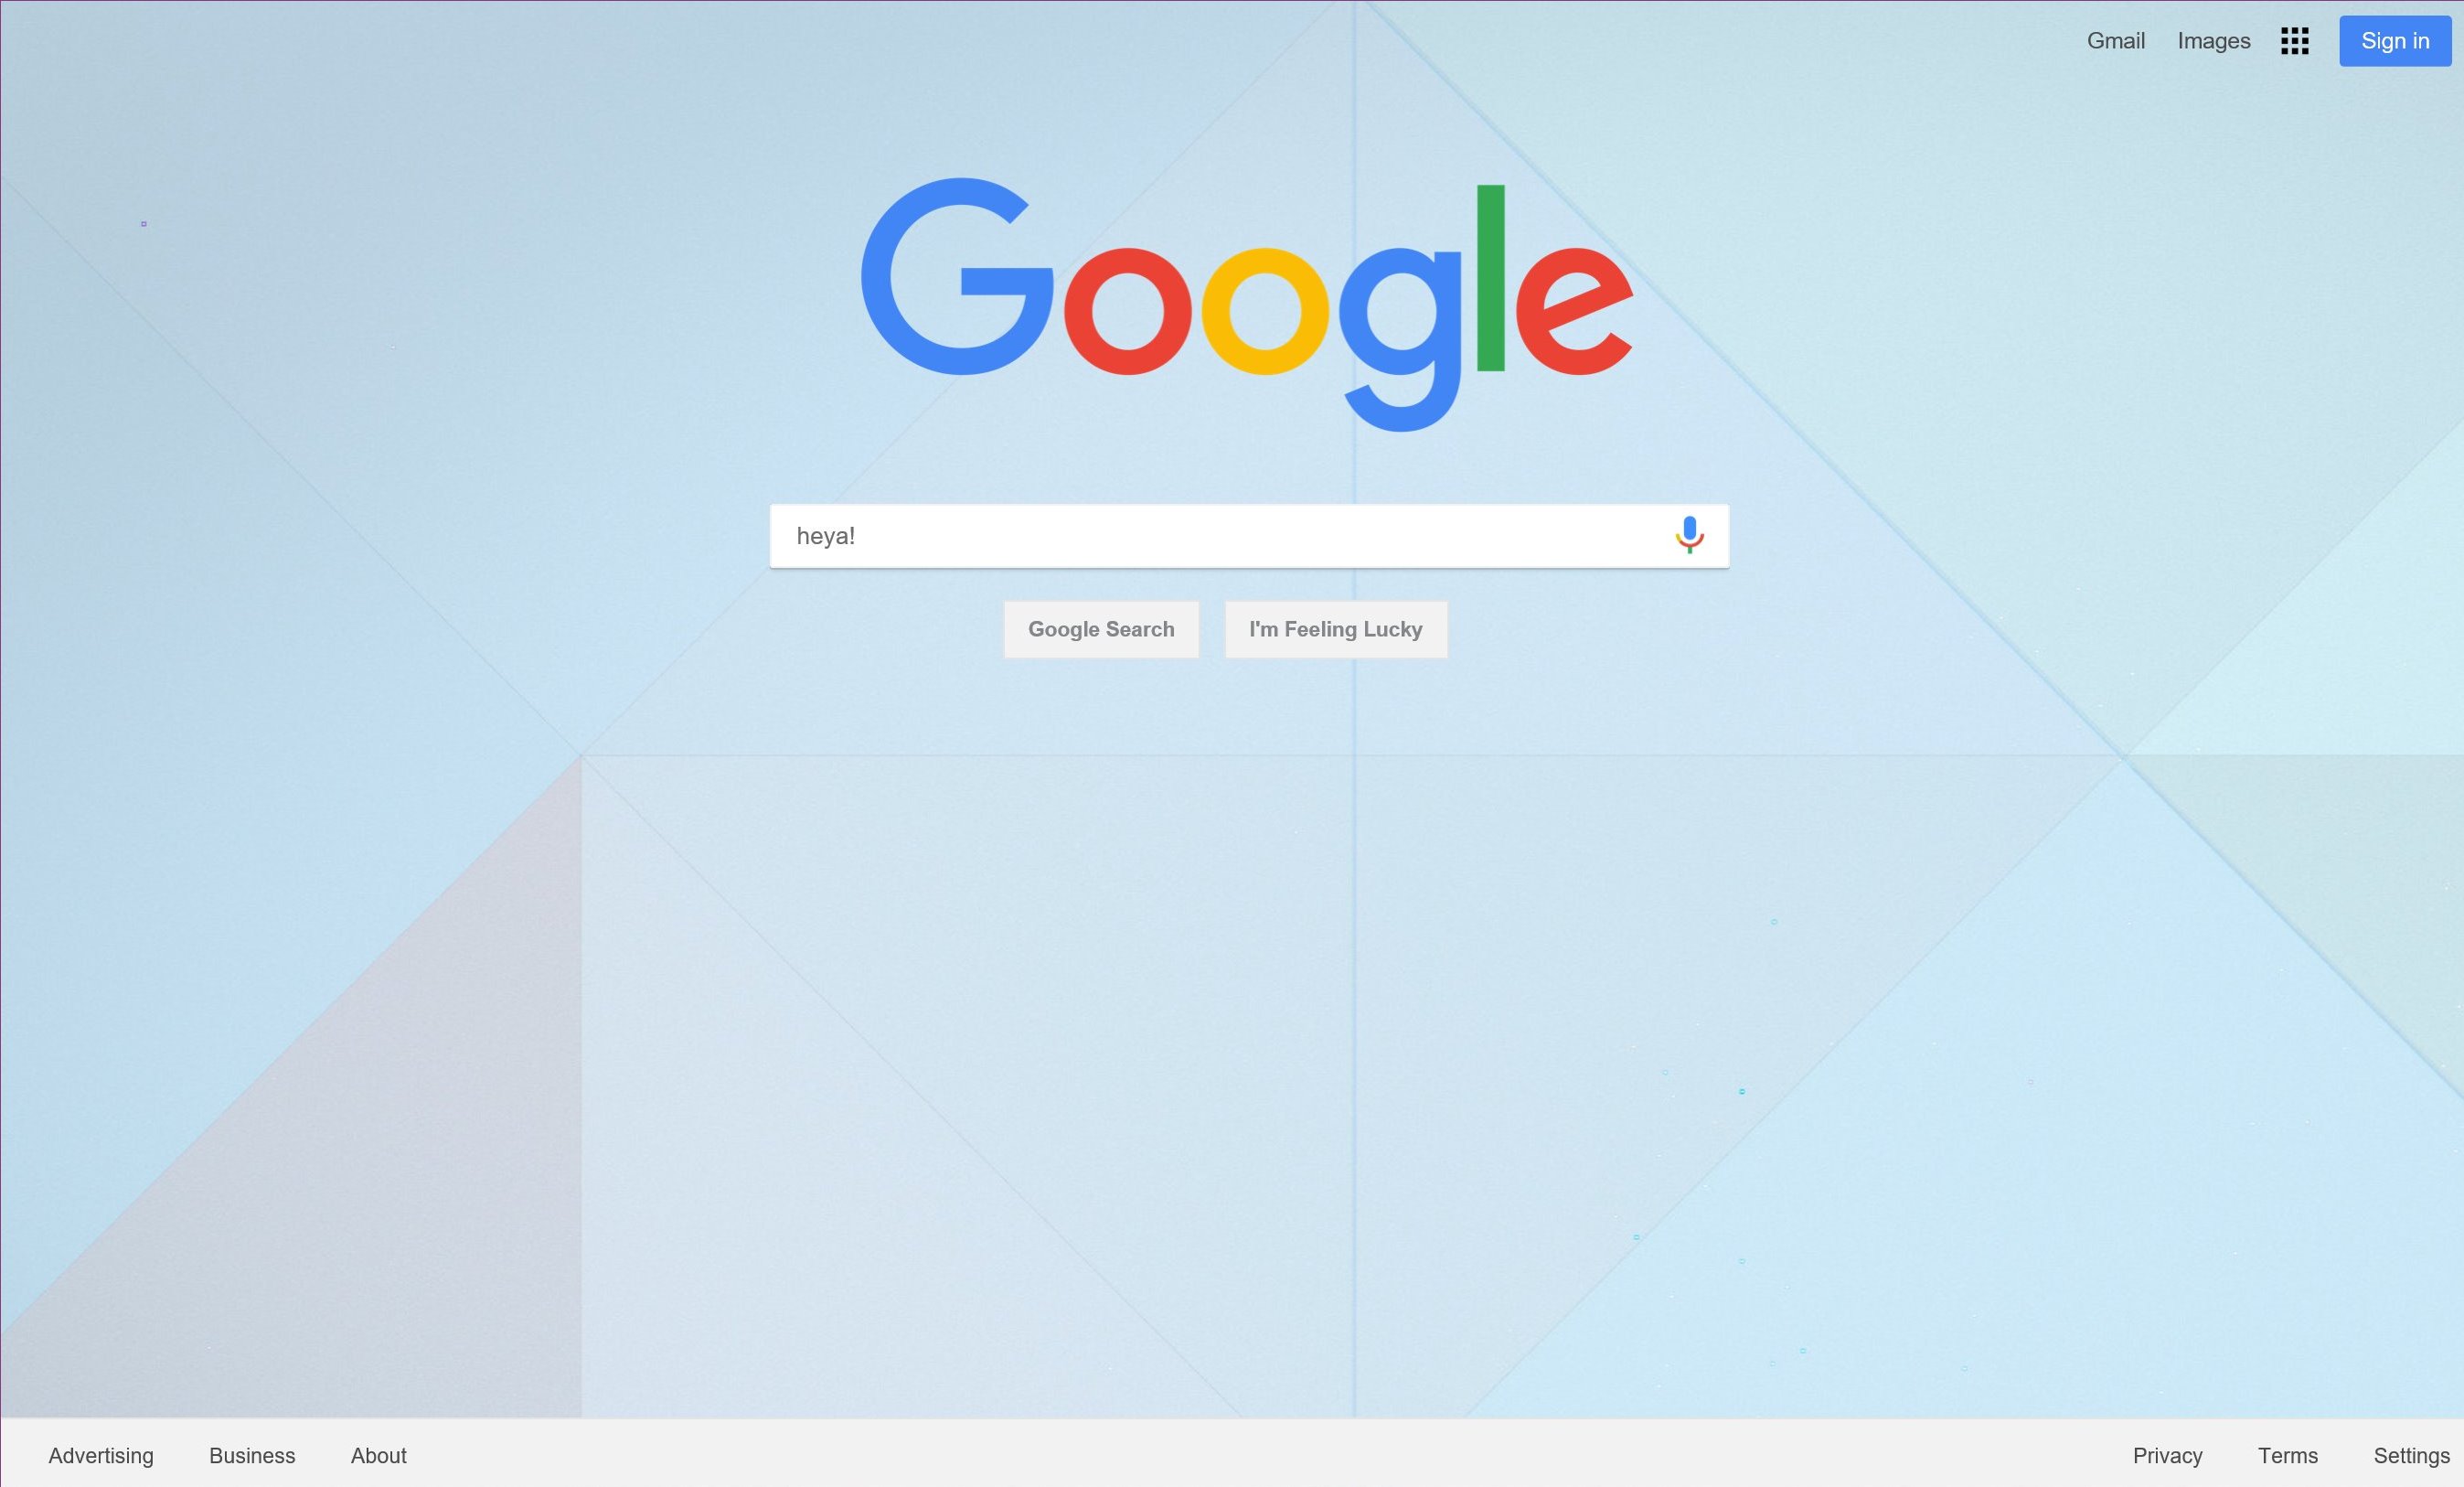 Gmail Images Sign in
Google
heya!
Google Search I'm Feeling Lucky
Advertising Business About Privacy Terms Settings